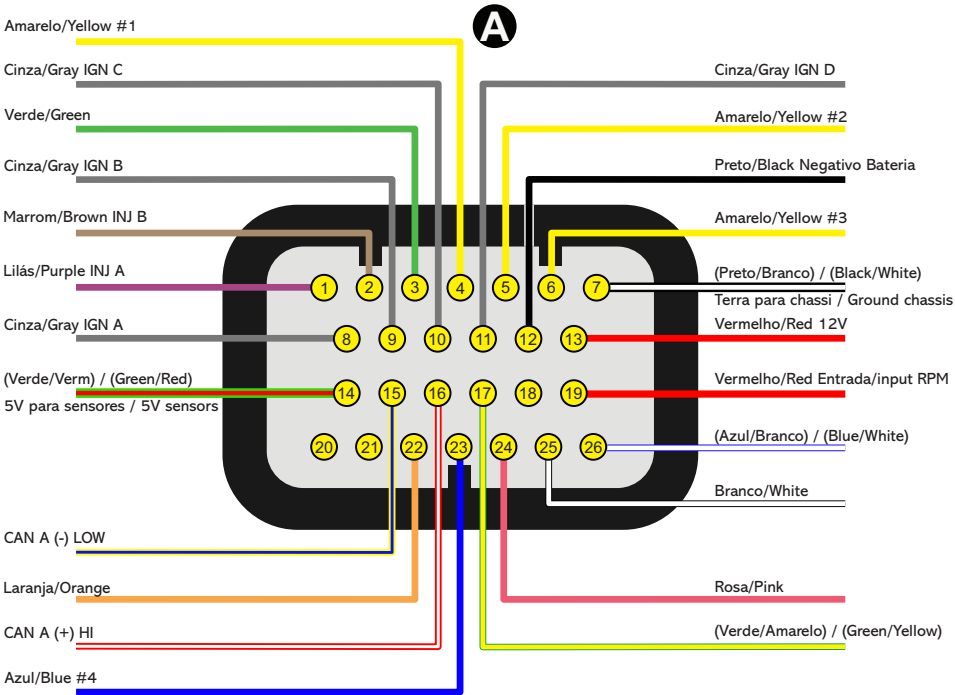 A
Amarelo/Yellow #1
Cinza/Gray IGN C
Verde/Green
Cinza/Gray IGN B
Marrom/Brown INJ B
Lilás/Purple INJ A
Cinza/Gray IGN A
(Verde/Verm) / (Green/Red)
5V para sensores / 5V sensors
CAN A (-) LOW
Laranja/Orange
CAN A (+) HI
Azul/Blue #4
Cinza/Gray IGN D
Amarelo/Yellow #2
Preto/Black Negativo Bateria
Amarelo/Yellow #3
(Preto/Branco) / (Black/White)
Terra para chassi / Ground chassis
Vermelho/Red 12V
Vermelho/Red Entrada/input RPM
(Azul/Branco) / (Blue/White)
Branco/White
Rosa/Pink
(Verde/Amarelo) / (Green/Yellow)
1 2 3 4 5 6 7
8 9 10 11 12 13
14 15 16 17 18 19
20 21 22 23 24 25 26